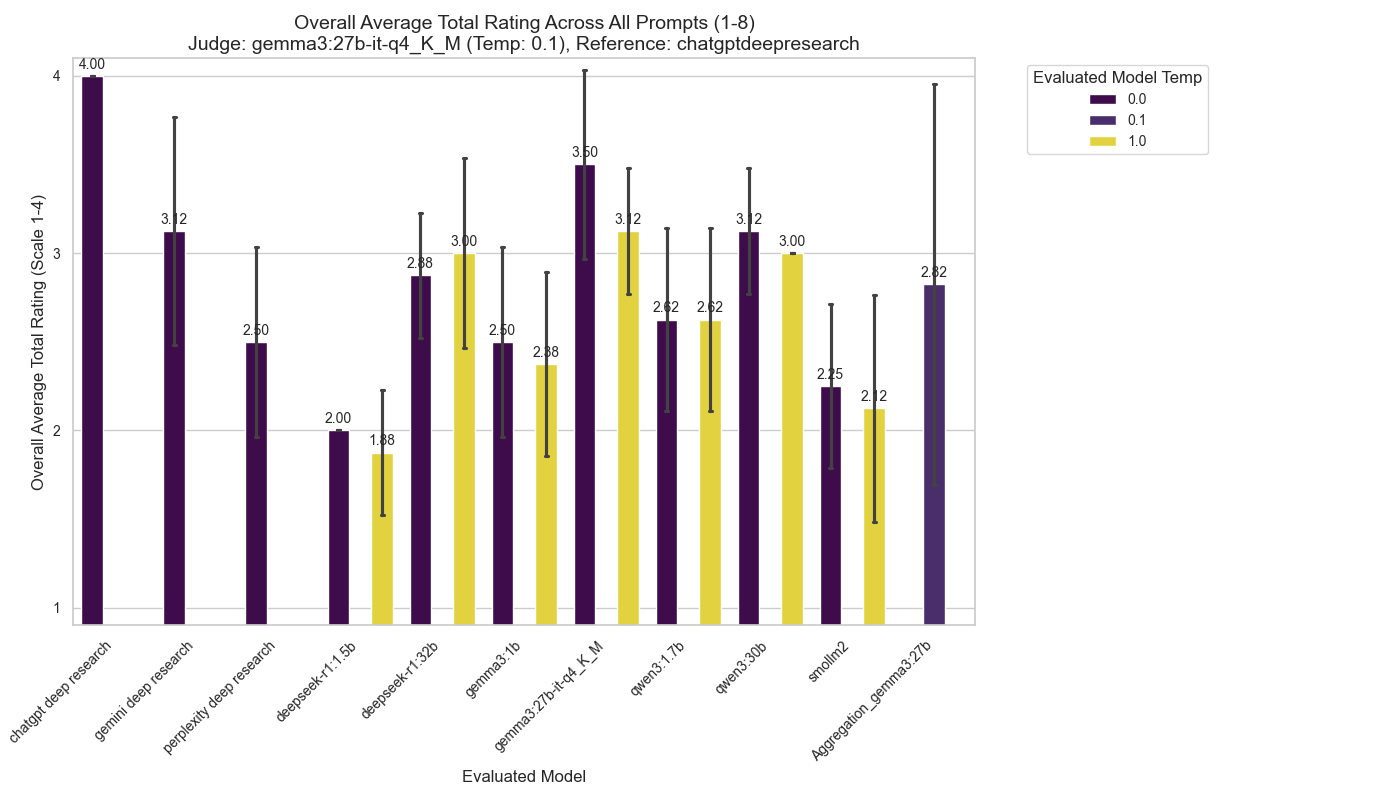 Overall Average Total Rating Across All Prompts (1-8)
Judge: gemma3:27b-it-q4_K_M (Temp: 0.1), Reference: chatgptdeepresearch
Overall Average Total Rating (Scale 1-4)
4
3
2
1
4.00
3.12
2.50
2.00
1.88
2.88
3.00
2.50
2.38
3.50
3.12
2.62
2.62
3.12
3.00
2.25
2.12
2.82
chatgpt deep research
gemini deep research
perplexity deep research
deepseek-r1:1.5b
deepseek-r1:32b
gemma3:1b
gemma3:27b-it-q4_K_M
qwen3:1.7b
qwen3:30b
smollm2
Aggregation_gemma3:27b
Evaluated Model
Evaluated Model Temp
0.0
0.1
1.0